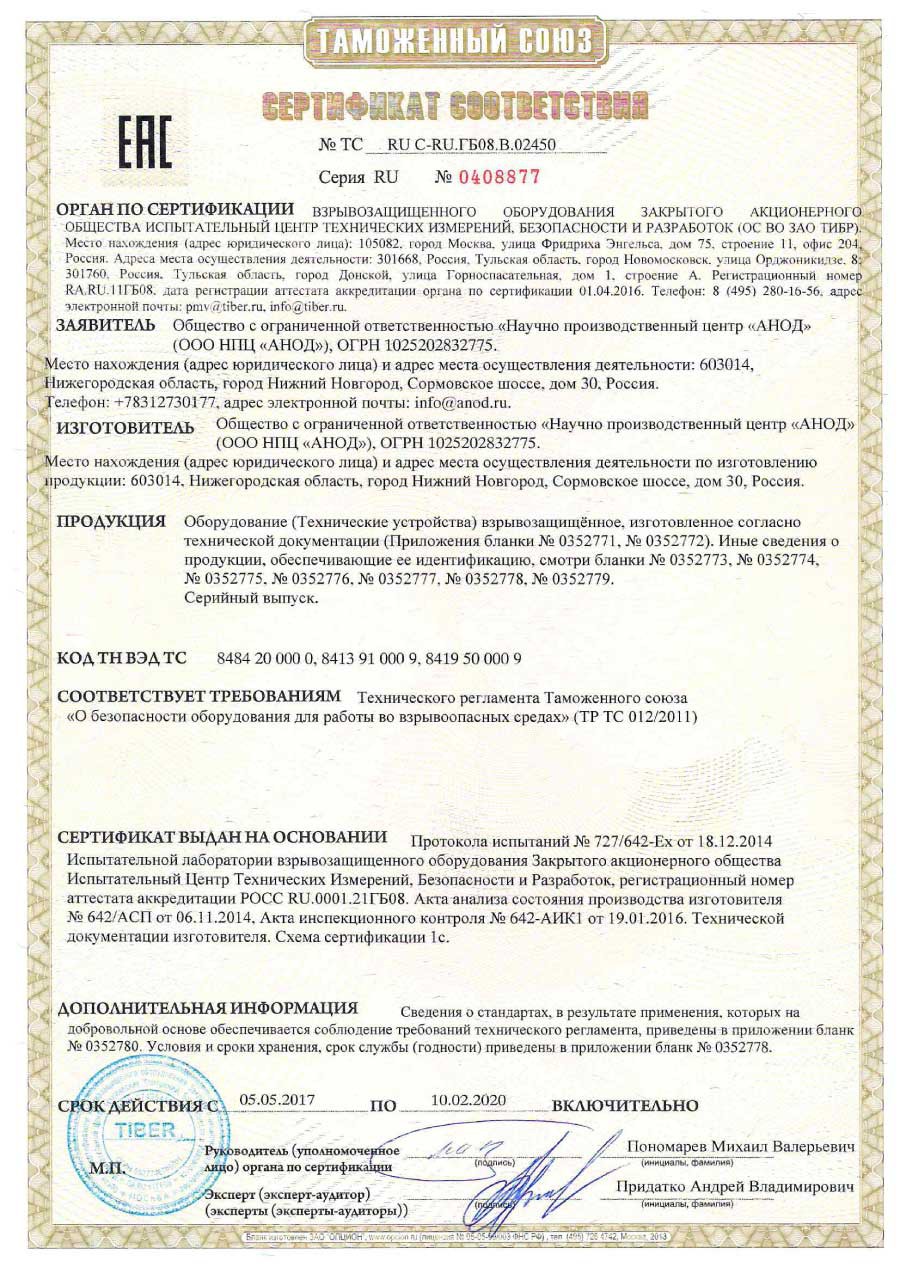 ТАМОЖЕННЫЙ СОЮЗ
СЕРТИФИКАТ СООТВЕТСТВИЯ
ЕАС
№ ТС RU C-RU.ГБ08.В.02450
Серия RU № 0408877
ОРГАН ПО СЕРТИФИКАЦИИ ВЗРЫВОЗАЩИЩЕННОГО ОБОРУДОВАНИЯ ЗАКРЫТОГО АКЦИОНЕРНОГО
ОБЩЕСТВА ИСПЫТАТЕЛЬНЫЙ ЦЕНТР ТЕХНИЧЕСКИХ ИЗМЕРЕНИЙ, БЕЗОПАСНОСТИ И РАЗРАБОТОК (ОС ВО ЗАО ТИБР).
Место нахождения (адрес юридического лица): 105082, город Москва, улица Фридриха Энгельса, дом 75, строение 11, офис 204,
Россия. Адреса места осуществления деятельности: 301668, Россия, Тульская область, город Новомосковск, улица Орджоникидзе, 8;
301760, Россия, Тульская область, город Донской, улица Горноспасательная, дом 1, строение А. Регистрационный номер
RA.RU.11ГБ08, дата регистрации аттестата аккредитации органа по сертификации 01.04.2016. Телефон: 8 (495) 280-16-56, адрес
электронной почты: pmv@tiber.ru, info@tiber.ru.
ЗАЯВИТЕЛЬ Общество с ограниченной ответственностью «Научно производственный центр «АНОД»
(ООО НПЦ «АНОД»), ОГРН 1025202832775.
Место нахождения (адрес юридического лица) и адрес места осуществления деятельности: 603014,
Нижегородская область, город Нижний Новгород, Сормовское шоссе, дом 30, Россия.
Телефон: +78312730177, адрес электронной почты: info@anod.ru.
ИЗГОТОВИТЕЛЬ Общество с ограниченной ответственностью «Научно производственный центр «АНОД»
(ООО НПЦ «АНОД»), ОГРН 1025202832775.
Место нахождения (адрес юридического лица) и адрес места осуществления деятельности по изготовлению
продукции: 603014, Нижегородская область, город Нижний Новгород, Сормовское шоссе, дом 30, Россия.
ПРОДУКЦИЯ Оборудование (Технические устройства) взрывозащищённое, изготовленное согласно
технической документации (Приложения бланки № 0352771, № 0352772). Иные сведения о
продукции, обеспечивающие ее идентификацию, смотри бланки № 0352773, № 0352774,
№ 0352775, № 0352776, № 0352777, № 0352778, № 0352779.
Серийный выпуск.
КОД ТН ВЭД ТС 8484 20 000 0, 8413 91 000 9, 8419 50 000 9
СООТВЕТСТВУЕТ ТРЕБОВАНИЯМ Технического регламента Таможенного союза
«О безопасности оборудования для работы во взрывоопасных средах» (ТР ТС 012/2011)
СЕРТИФИКАТ ВЫДАН НА ОСНОВАНИИ Протокола испытаний № 727/642-Ех от 18.12.2014
Испытательной лаборатории взрывозащищенного оборудования Закрытого акционерного общества
Испытательный Центр Технических Измерений, Безопасности и Разработок, регистрационный номер
аттестата аккредитации РОСС RU.0001.21ГБ08. Акта анализа состояния производства изготовителя
№ 642/АСП от 06.11.2014, Акта инспекционного контроля № 642-АИК1 от 19.01.2016. Технической
документации изготовителя. Схема сертификации 1с.
ДОПОЛНИТЕЛЬНАЯ ИНФОРМАЦИЯ Сведения о стандартах, в результате применения, которых на
добровольной основе обеспечивается соблюдение требований технического регламента, приведены в приложении бланк
№ 0352780. Условия и сроки хранения, срок службы (годности) приведены в приложении бланк № 0352778.
СРОК ДЕЙСТВИЯ С 05.05.2017 ПО 10.02.2020 ВКЛЮЧИТЕЛЬНО
TIBER
М.П.
Руководитель (уполномоченное
лицо) органа по сертификации
(подпись)
Пономарев Михаил Валерьевич
(инициалы, фамилия)
Эксперт (эксперт-аудитор)
(эксперты (эксперты-аудиторы))
(подпись)
Придатко Андрей Владимирович
(инициалы, фамилия)
Бланк изготовлен ЗАО "ОПЦИОН", www.opcion.ru (лицензия № 05-05-09/003 ФНС РФ), тел. (495) 726 4742, Москва, 2013